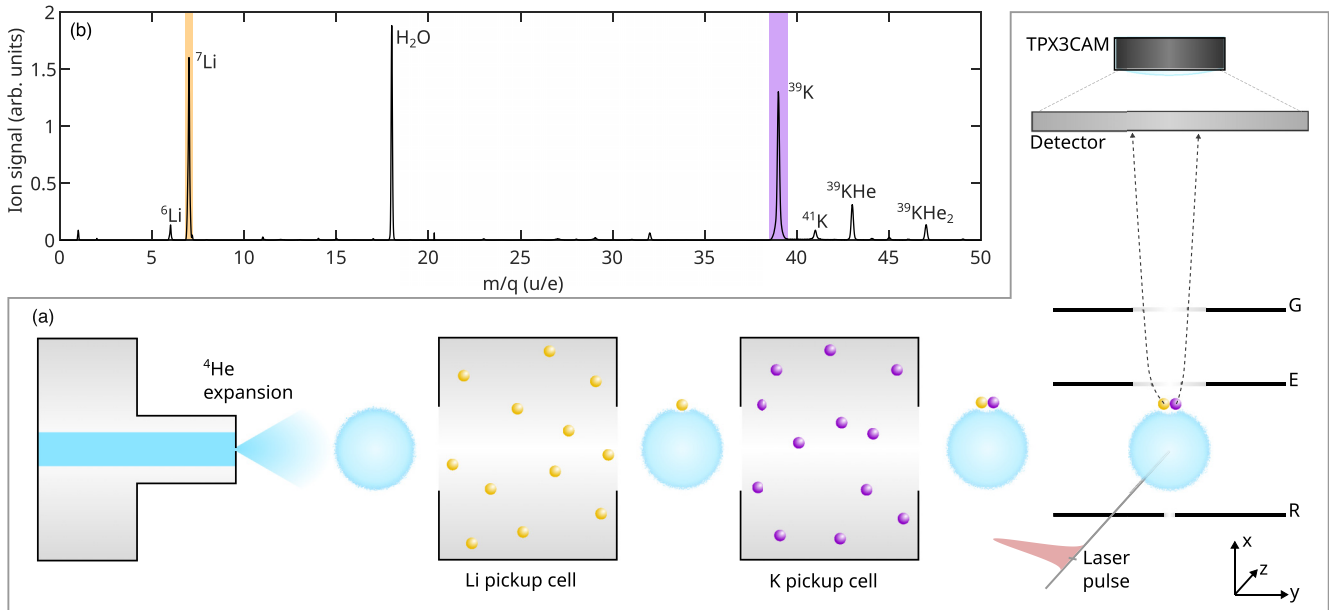 (b)
2
1.5
1
0.5
0
Ion signal (arb. units)
⁶Li
⁷Li
H₂O
³⁹K
⁴¹K
³⁹KHe
³⁹KHe₂
0 5 10 15 20 25 30 35 40 45 50
m/q (u/e)
TPX3CAM
Detector
G
E
R
Laser
pulse
x
z
y
(a)
⁴He
expansion
Li pickup cell
K pickup cell